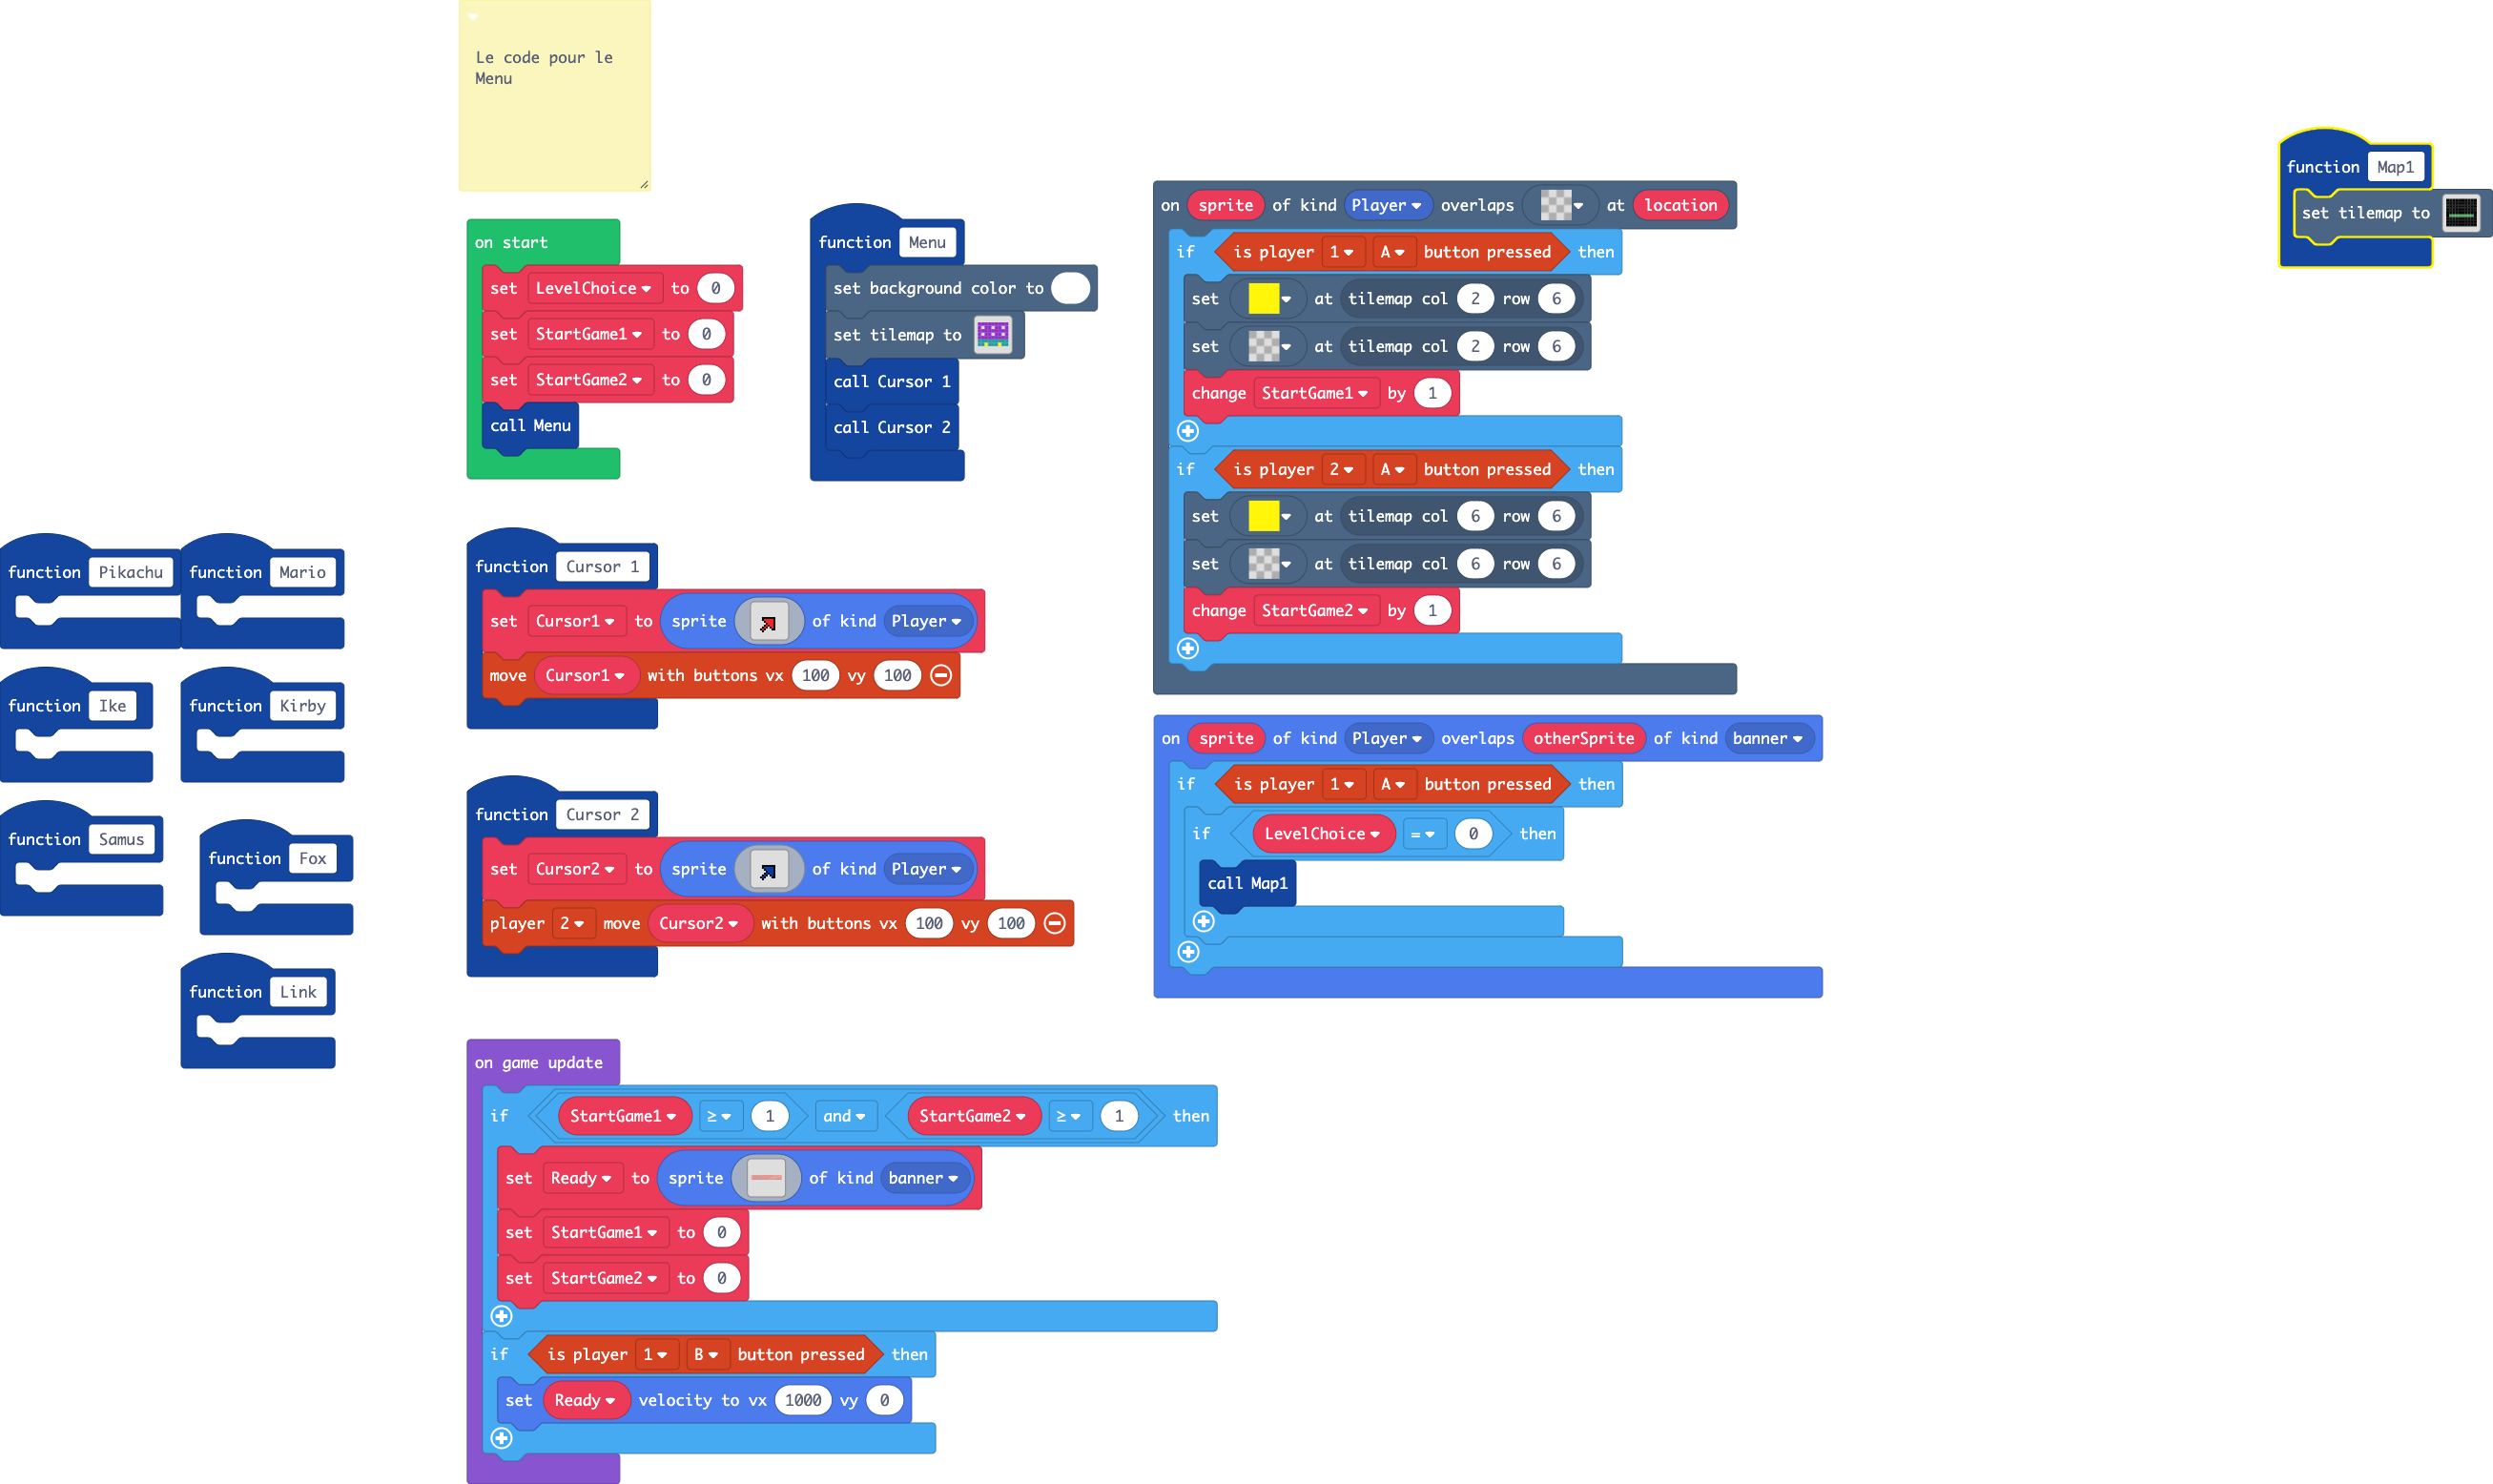 Le code pour le
Menu
on start
set LevelChoice to 0
set StartGame1 to 0
set StartGame2 to 0
call Menu
function Menu
set background color to
set tilemap to
call Cursor 1
call Cursor 2
on sprite of kind Player overlaps at location
if is player 1 A button pressed then
set at tilemap col 2 row 6
set at tilemap col 2 row 6
change StartGame1 by 1
if is player 2 A button pressed then
set at tilemap col 6 row 6
set at tilemap col 6 row 6
change StartGame2 by 1
function Map1
set tilemap to
function Pikachu
function Mario
function Ike
function Kirby
function Samus
function Fox
function Link
function Cursor 1
set Cursor1 to sprite of kind Player
move Cursor1 with buttons vx 100 vy 100
function Cursor 2
set Cursor2 to sprite of kind Player
player 2 move Cursor2 with buttons vx 100 vy 100
on sprite of kind Player overlaps otherSprite of kind banner
if is player 1 A button pressed then
if LevelChoice = 0 then
call Map1
on game update
if StartGame1 ≥ 1 and StartGame2 ≥ 1 then
set Ready to sprite of kind banner
set StartGame1 to 0
set StartGame2 to 0
if is player 1 B button pressed then
set Ready velocity to vx 1000 vy 0